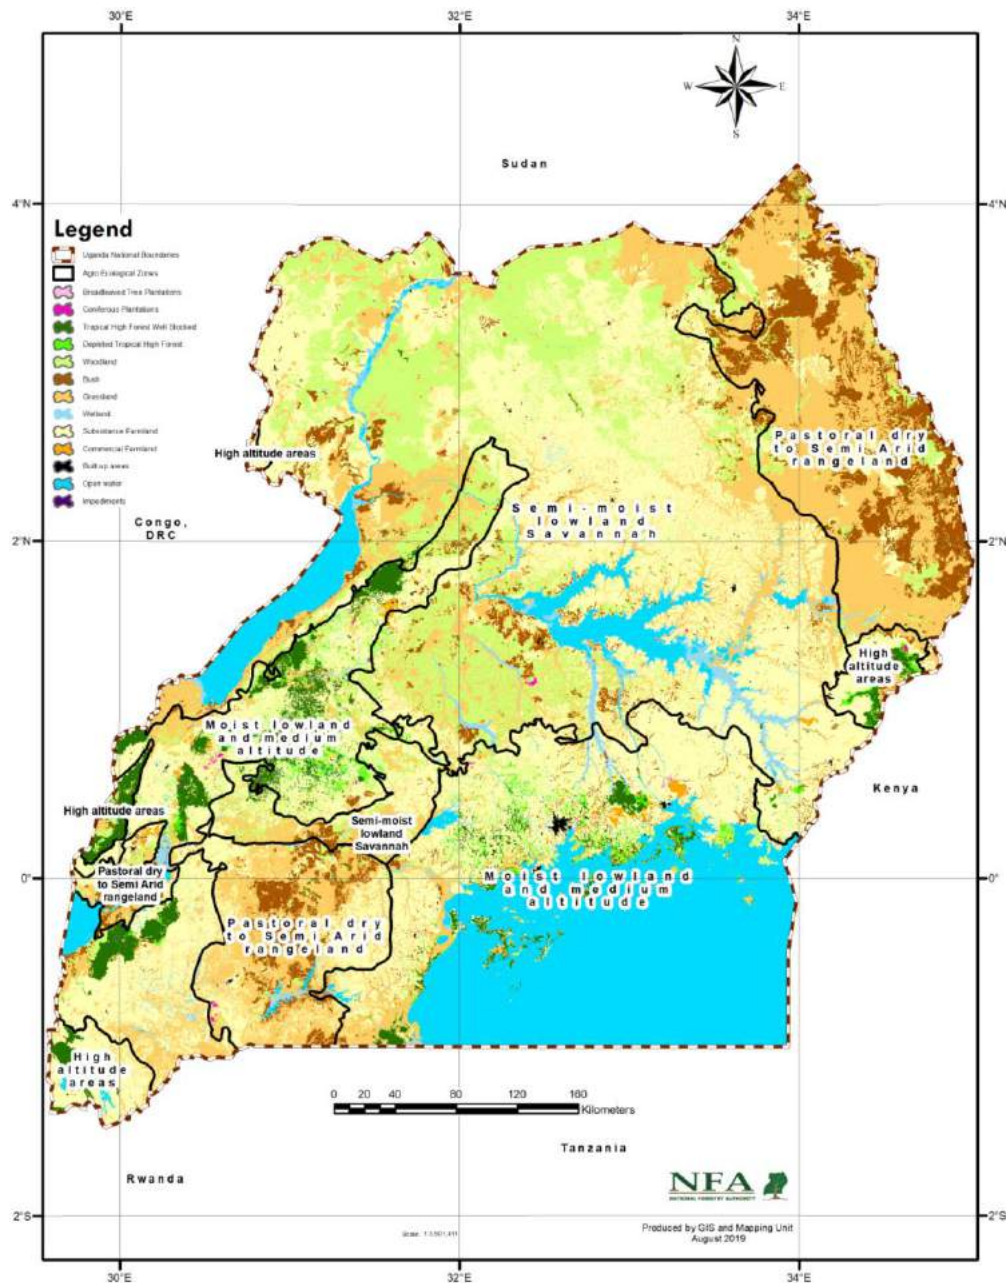 30°E 32°E 34°E
N
W E
S
Sudan
4°N 4°N
Legend
Uganda National Boundaries
Agro Ecological Zones
Broadleaved Tree Plantations
Coniferous Plantations
Tropical High Forest Well Stocked
Depleted Tropical High Forest
Woodland
Bush
Grassland
Wetland
Subsistence Farmland
Commercial Farmland
Built up areas
Open water
Impediments
High altitude areas
Pastoral dry
to Semi Arid
rangeland
Congo,
DRC
Semi-moist
lowland
Savannah
2°N 2°N
High
altitude
areas
Moist lowland
and medium
altitude
Kenya
High altitude areas
Semi-moist
lowland
Savannah
Pastoral dry
to Semi Arid
rangeland
0° 0°
Moist lowland
and medium
altitude
Pastoral dry
to Semi Arid
rangeland
High
altitude
areas
0 20 40 80 120 160
Kilometers
Tanzania
Rwanda
NFA
NATIONAL FORESTRY AUTHORITY
2°S 2°S
Produced by GIS and Mapping Unit
August 2019
30°E 32°E 34°E